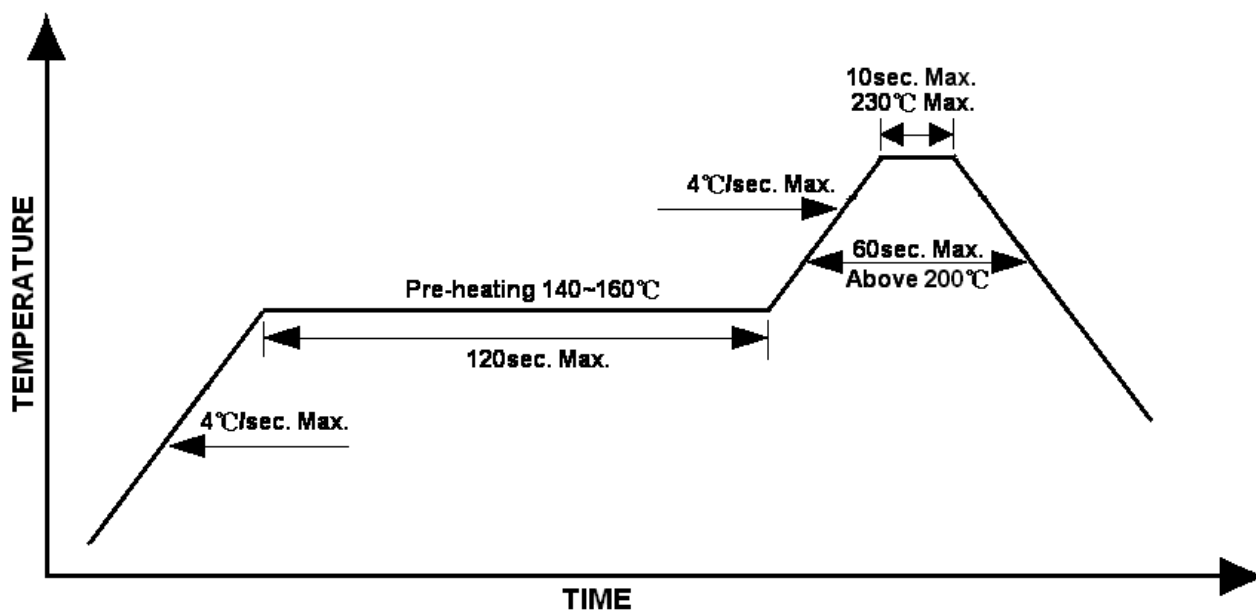 10sec. Max.
230℃ Max.
4℃/sec. Max.
60sec. Max.
Above 200℃
Pre-heating 140~160℃
120sec. Max.
4℃/sec. Max.
TEMPERATURE
TIME